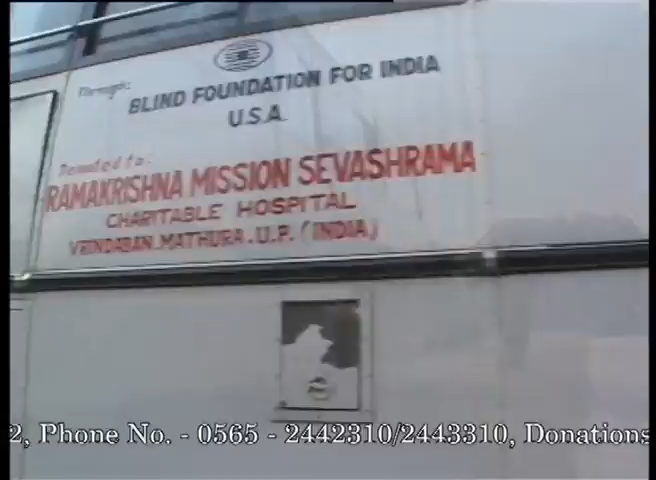 Through:
BLIND FOUNDATION FOR INDIA
U.S.A.
Donated to:
RAMAKRISHNA MISSION SEVASHRAMA
CHARITABLE HOSPITAL
VRINDABAN. MATHURA. U.P. (INDIA)
2, Phone No. - 0565 - 2442310/2443310, Donations